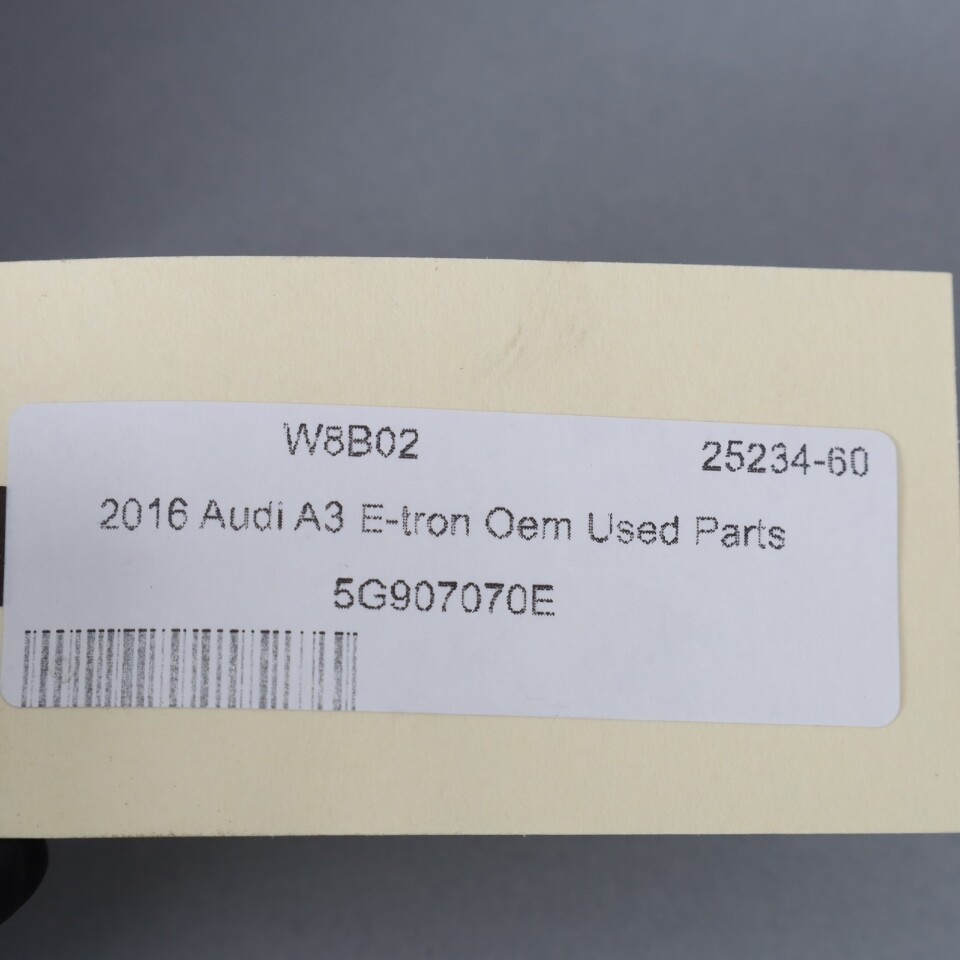 W8B02 25234-60
2016 Audi A3 E-tron Oem Used Parts
5G907070E